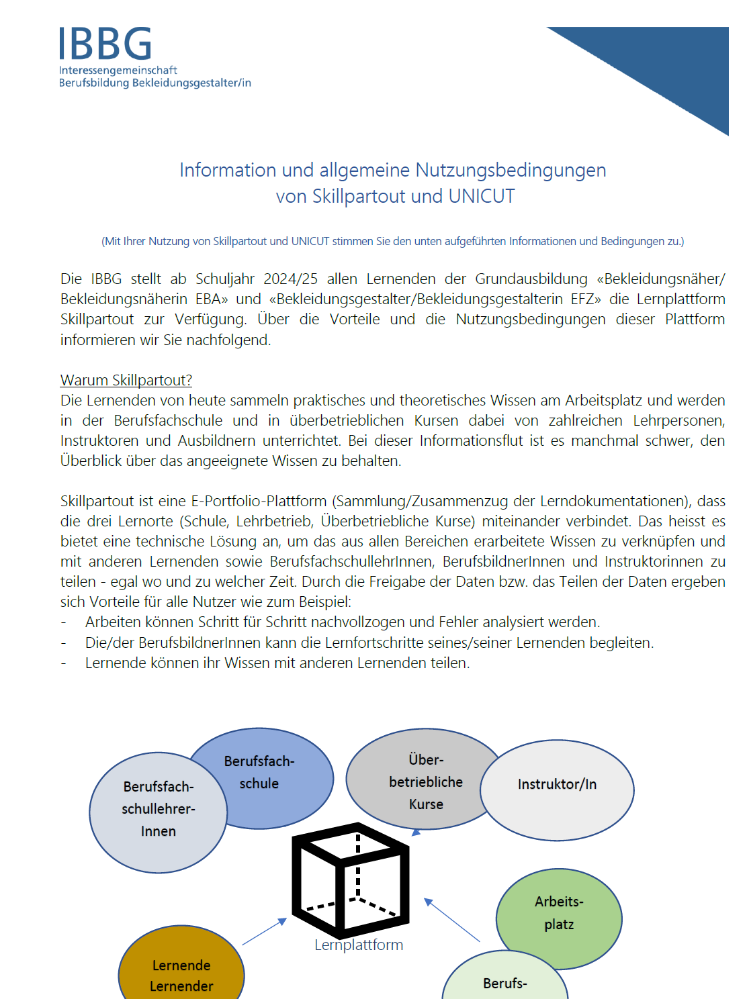 IBBG
Interessengemeinschaft
Berufsbildung Bekleidungsgestalter/in
Information und allgemeine Nutzungsbedingungen
von Skillpartout und UNICUT
(Mit Ihrer Nutzung von Skillpartout und UNICUT stimmen Sie den unten aufgeführten Informationen und Bedingungen zu.)
Die IBBG stellt ab Schuljahr 2024/25 allen Lernenden der Grundausbildung «Bekleidungsnäher/
Bekleidungsnäherin EBA» und «Bekleidungsgestalter/Bekleidungsgestalterin EFZ» die Lernplattform
Skillpartout zur Verfügung. Über die Vorteile und die Nutzungsbedingungen dieser Plattform
informieren wir Sie nachfolgend.
Warum Skillpartout?
Die Lernenden von heute sammeln praktisches und theoretisches Wissen am Arbeitsplatz und werden
in der Berufsfachschule und in überbetrieblichen Kursen dabei von zahlreichen Lehrpersonen,
Instruktoren und Ausbildnern unterrichtet. Bei dieser Informationsflut ist es manchmal schwer, den
Überblick über das angeeignete Wissen zu behalten.
Skillpartout ist eine E-Portfolio-Plattform (Sammlung/Zusammenzug der Lerndokumentationen), dass
die drei Lernorte (Schule, Lehrbetrieb, Überbetriebliche Kurse) miteinander verbindet. Das heisst es
bietet eine technische Lösung an, um das aus allen Bereichen erarbeitete Wissen zu verknüpfen und
mit anderen Lernenden sowie BerufsfachschullehrInnen, BerufsbildnerInnen und Instruktorinnen zu
teilen - egal wo und zu welcher Zeit. Durch die Freigabe der Daten bzw. das Teilen der Daten ergeben
sich Vorteile für alle Nutzer wie zum Beispiel:
- Arbeiten können Schritt für Schritt nachvollzogen und Fehler analysiert werden.
- Die/der BerufsbildnerInnen kann die Lernfortschritte seines/seiner Lernenden begleiten.
- Lernende können ihr Wissen mit anderen Lernenden teilen.
Berufsfach-
schullehrer-
Innen
Berufsfach-
schule
Über-
betriebliche
Kurse
Instruktor/In
Arbeits-
platz
Lernplattform
Lernende
Lernender
Berufs-